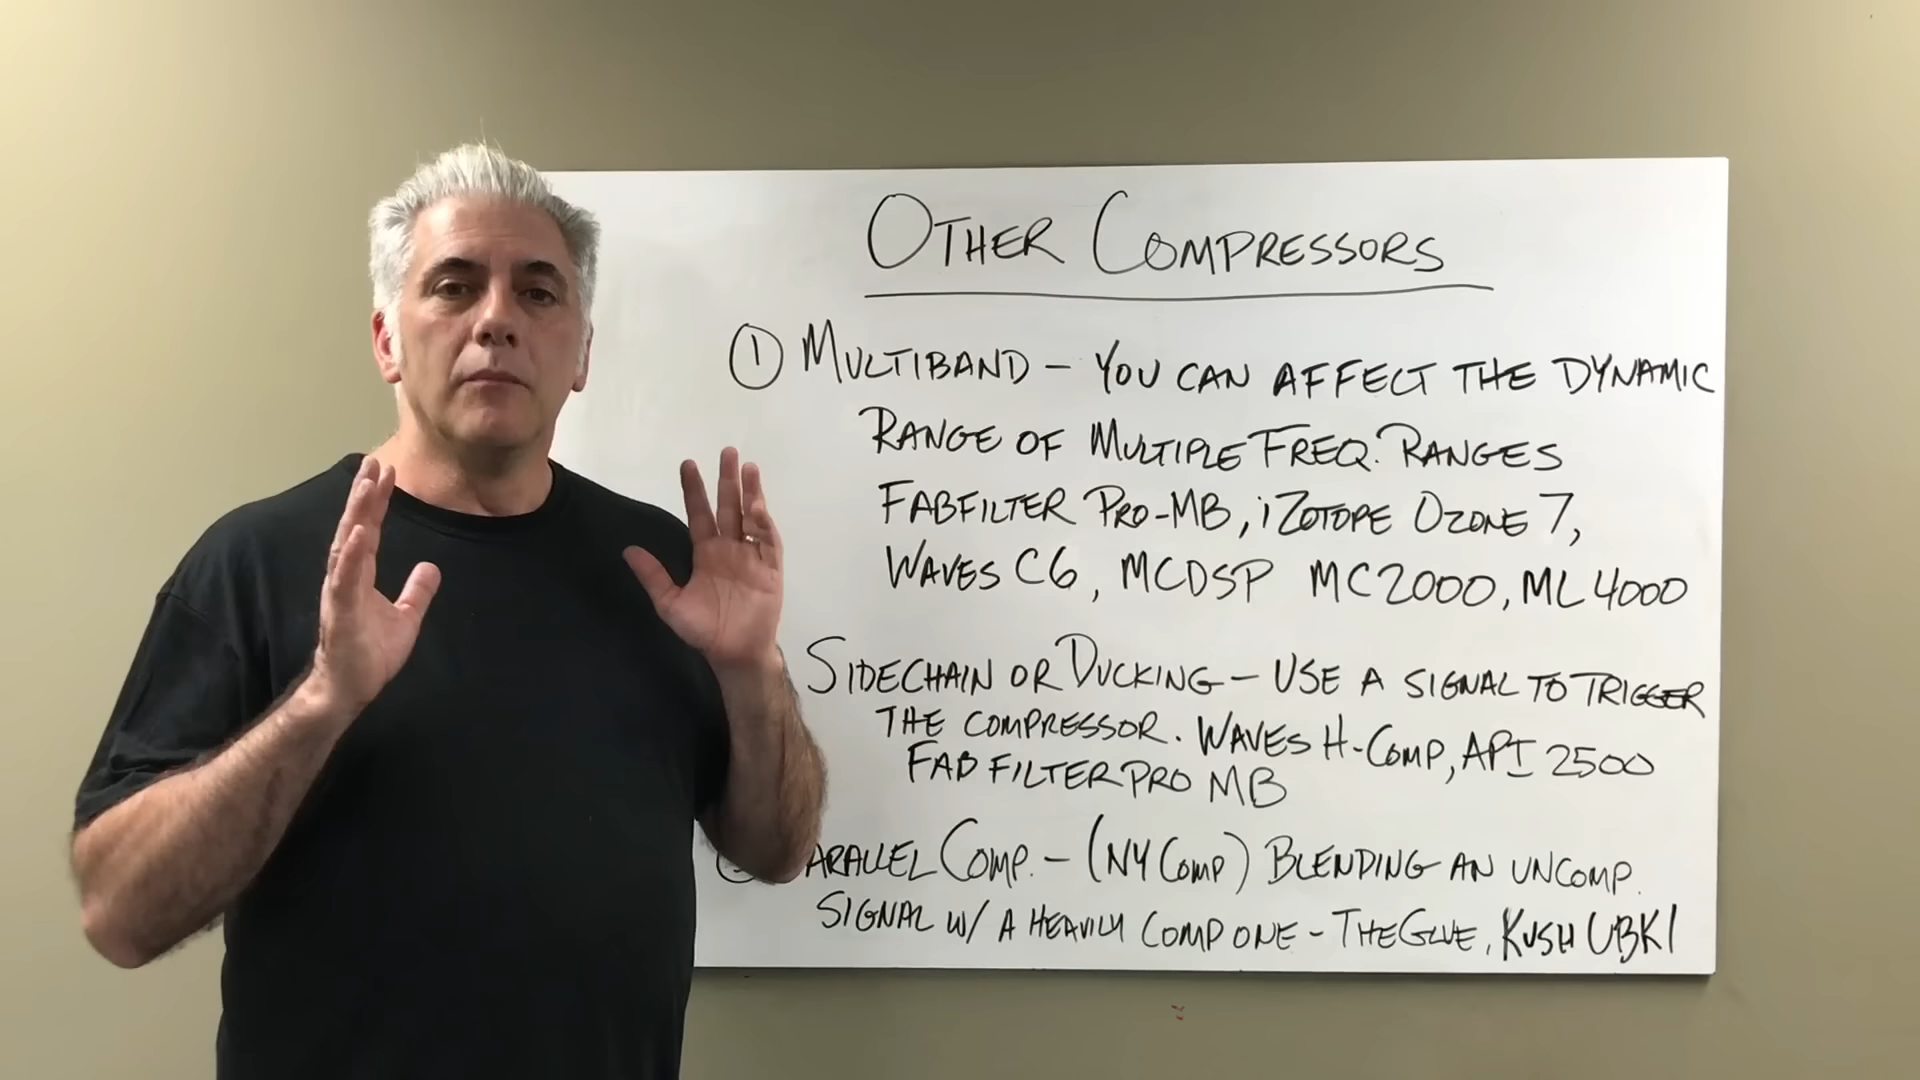 OTHER COMPRESSORS
① MULTIBAND – YOU CAN AFFECT THE DYNAMIC
RANGE OF MULTIPLE FREQ. RANGES
FABFILTER PRO-MB, iZOTOPE OZONE 7,
WAVES C6, MCDSP MC2000, ML4000
SIDECHAIN OR DUCKING – USE A SIGNAL TO TRIGGER
THE COMPRESSOR. WAVES H-COMP, API 2500
FABFILTER PRO MB
ARALLEL COMP. – (NY COMP) BLENDING AN UNCOMP.
SIGNAL W/ A HEAVILY COMP ONE – THE GLUE, KUSH UBK1